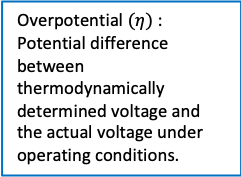 Overpotential (η) :
Potential difference
between
thermodynamically
determined voltage and
the actual voltage under
operating conditions.